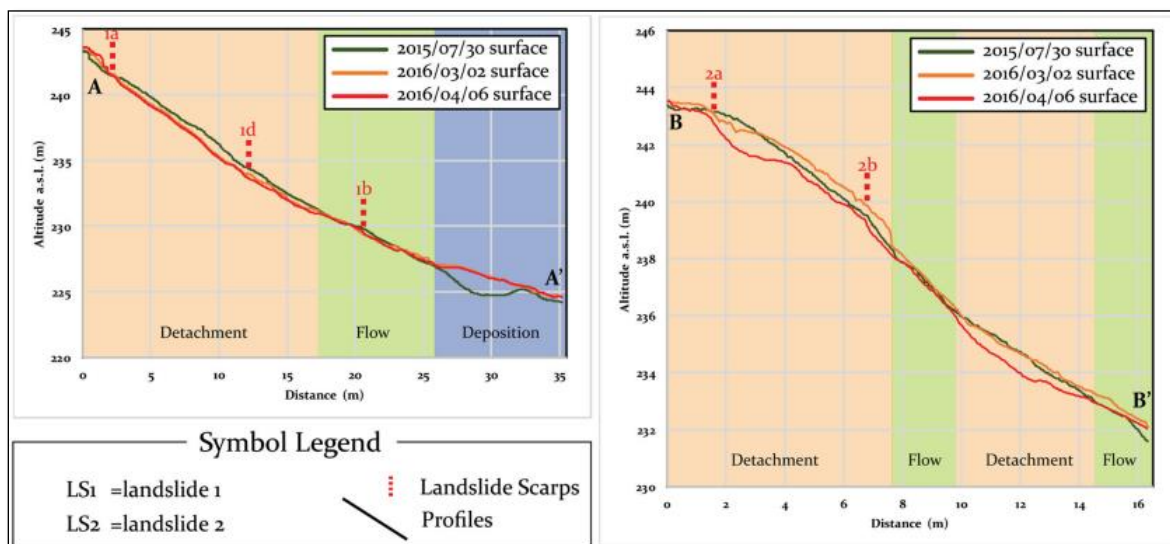 245
240
235
230
225
220
Altitude a.s.l. (m)
1a
A
1d
1b
A'
2015/07/30 surface
2016/03/02 surface
2016/04/06 surface
Detachment
Flow
Deposition
0
5
10
15
20
25
30
35
Distance (m)
246
244
242
240
238
236
234
232
230
Altitude a.s.l. (m)
2a
B
2b
B'
2015/07/30 surface
2016/03/02 surface
2016/04/06 surface
Detachment
Flow
Detachment
Flow
0
2
4
6
8
10
12
14
16
Distance (m)
Symbol Legend
LS1 =landslide 1
LS2 =landslide 2
Landslide Scarps
Profiles